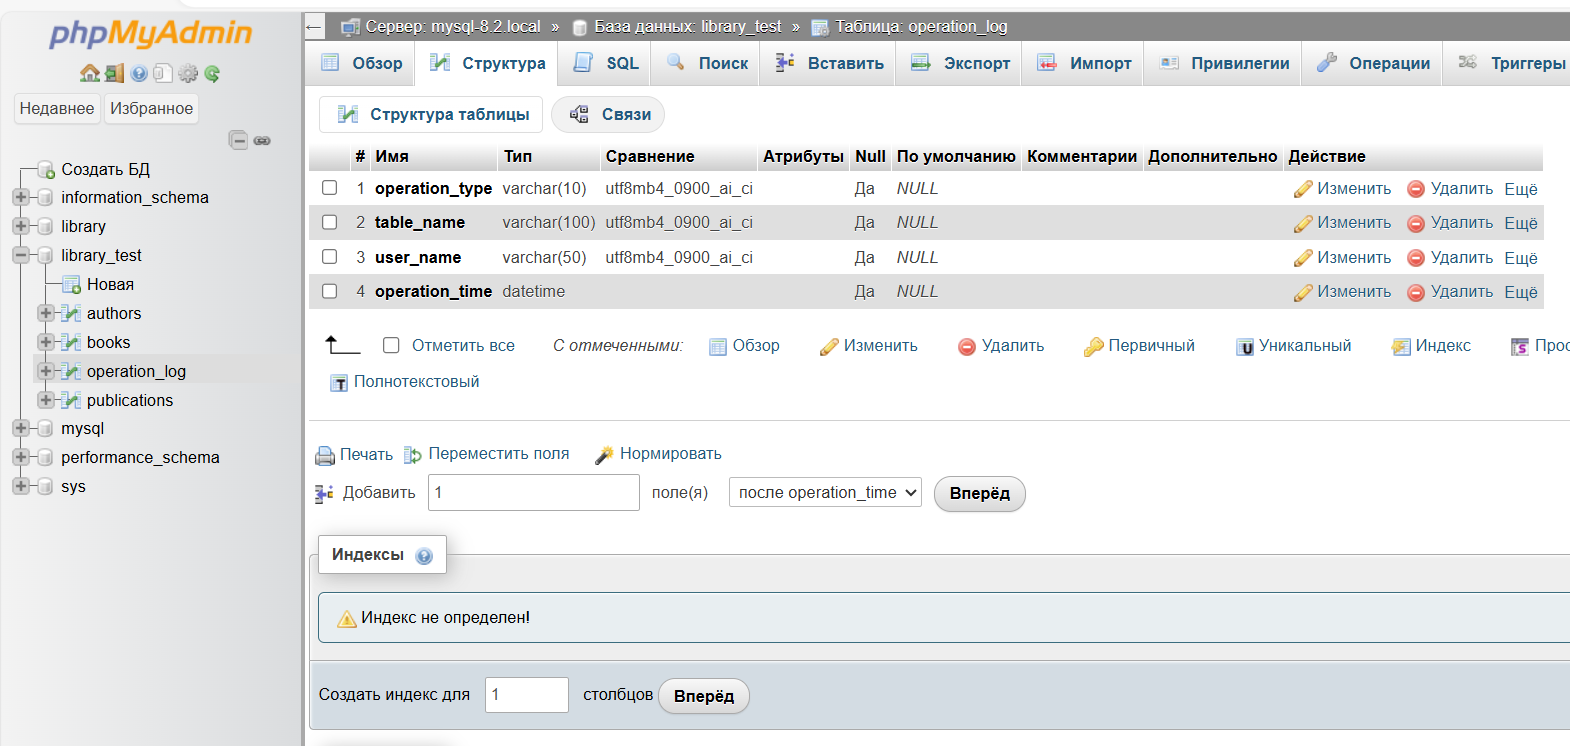 phpMyAdmin
Недавнее Избранное
Создать БД
information_schema
library
library_test
Новая
authors
books
operation_log
publications
mysql
performance_schema
sys
← Сервер: mysql-8.2.local » База данных: library_test » Таблица: operation_log
Обзор Структура SQL Поиск Вставить Экспорт Импорт Привилегии Операции Триггеры
Структура таблицы Связи
# Имя Тип Сравнение Атрибуты Null По умолчанию Комментарии Дополнительно Действие
1 operation_type varchar(10) utf8mb4_0900_ai_ci Да NULL Изменить Удалить Ещё
2 table_name varchar(100) utf8mb4_0900_ai_ci Да NULL Изменить Удалить Ещё
3 user_name varchar(50) utf8mb4_0900_ai_ci Да NULL Изменить Удалить Ещё
4 operation_time datetime Да NULL Изменить Удалить Ещё
Отметить все С отмеченными: Обзор Изменить Удалить Первичный U Уникальный Индекс S Прос
T Полнотекстовый
Печать Переместить поля Нормировать
Добавить 1 поле(я) после operation_time Вперёд
Индексы
Индекс не определен!
Создать индекс для 1 столбцов Вперёд